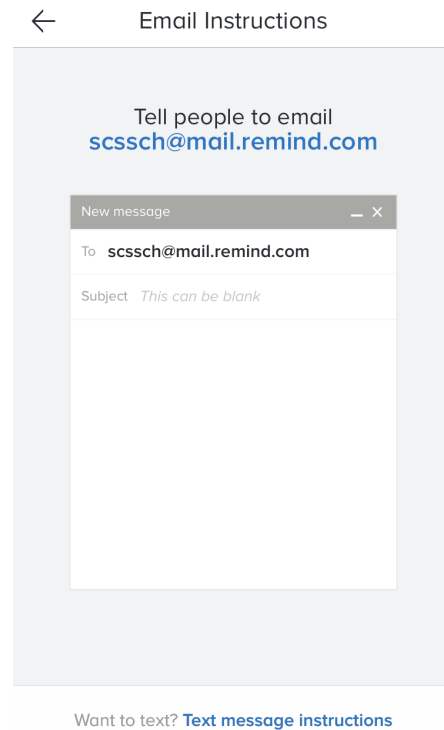 Email Instructions
Tell people to email
scssch@mail.remind.com
New message
To scssch@mail.remind.com
Subject This can be blank
Want to text? Text message instructions